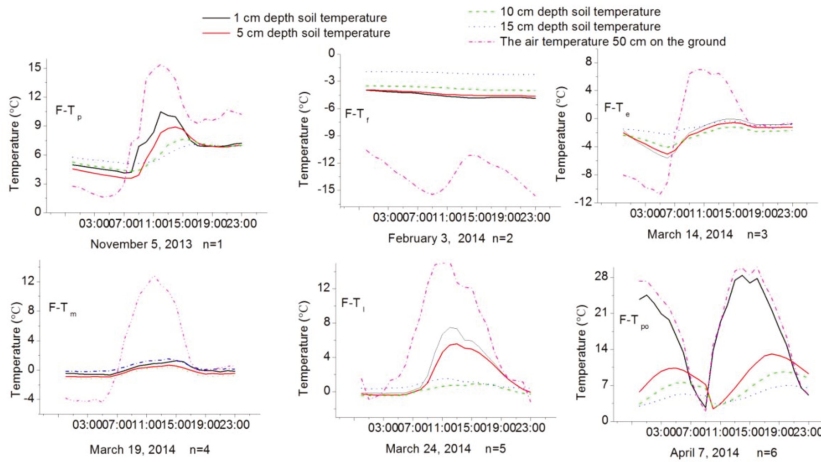 1 cm depth soil temperature
5 cm depth soil temperature
10 cm depth soil temperature
15 cm depth soil temperature
The air temperature 50 cm on the ground
15
12
9
6
3
0
Temperature (°C)
F-Tp
03:0007:0011:0015:0019:0023:00
November 5, 2013 n=1
0
-3
-6
-9
-12
-15
Temperature (°C)
F-Tf
03:0007:0011:0015:0019:0023:00
February 3, 2014 n=2
8
4
0
-4
-8
-12
Temperature (°C)
F-Te
03:0007:0011:0015:0019:0023:00
March 14, 2014 n=3
12
8
4
0
-4
Temperature (°C)
F-Tm
03:0007:0011:0015:0019:0023:00
March 19, 2014 n=4
12
8
4
0
Temperature (°C)
F-Tl
03:0007:0011:0015:0019:0023:00
March 24, 2014 n=5
28
21
14
7
0
Temperature (°C)
F-Tpo
03:0007:0011:0015:0019:0023:00
April 7, 2014 n=6